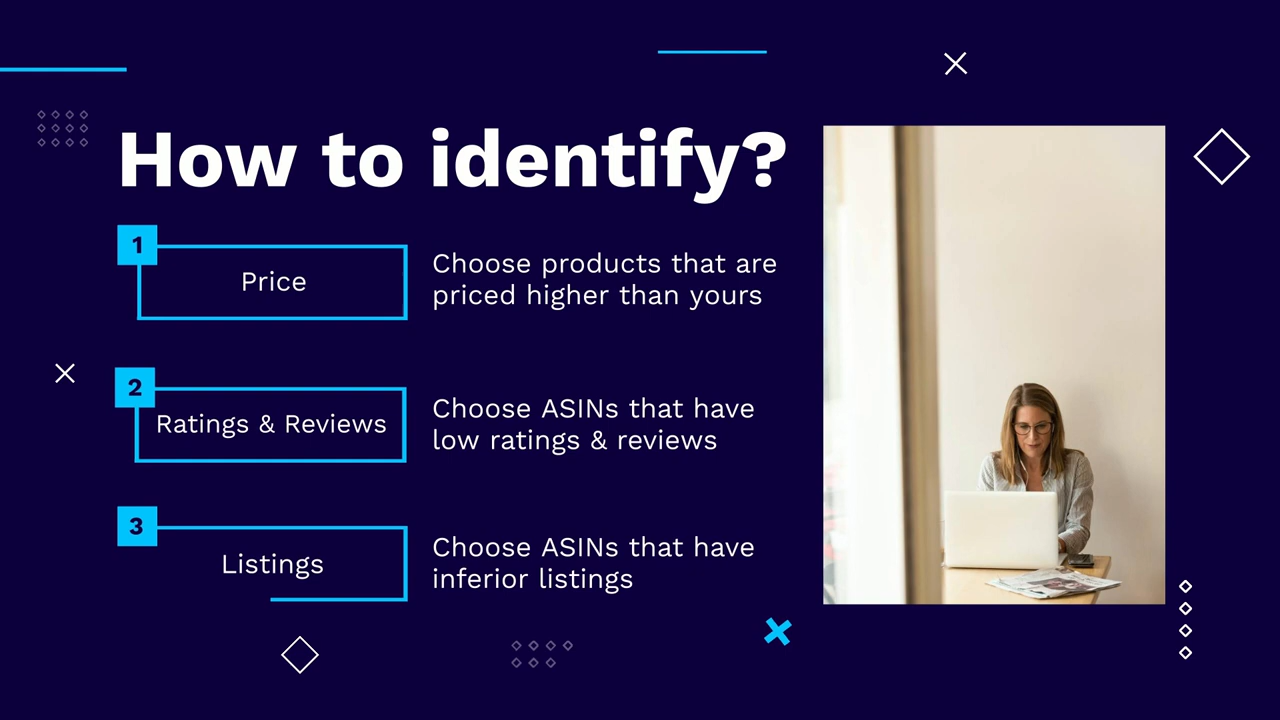 How to identify?
1
Price
Choose products that are
priced higher than yours
2
Ratings & Reviews
Choose ASINs that have
low ratings & reviews
3
Listings
Choose ASINs that have
inferior listings